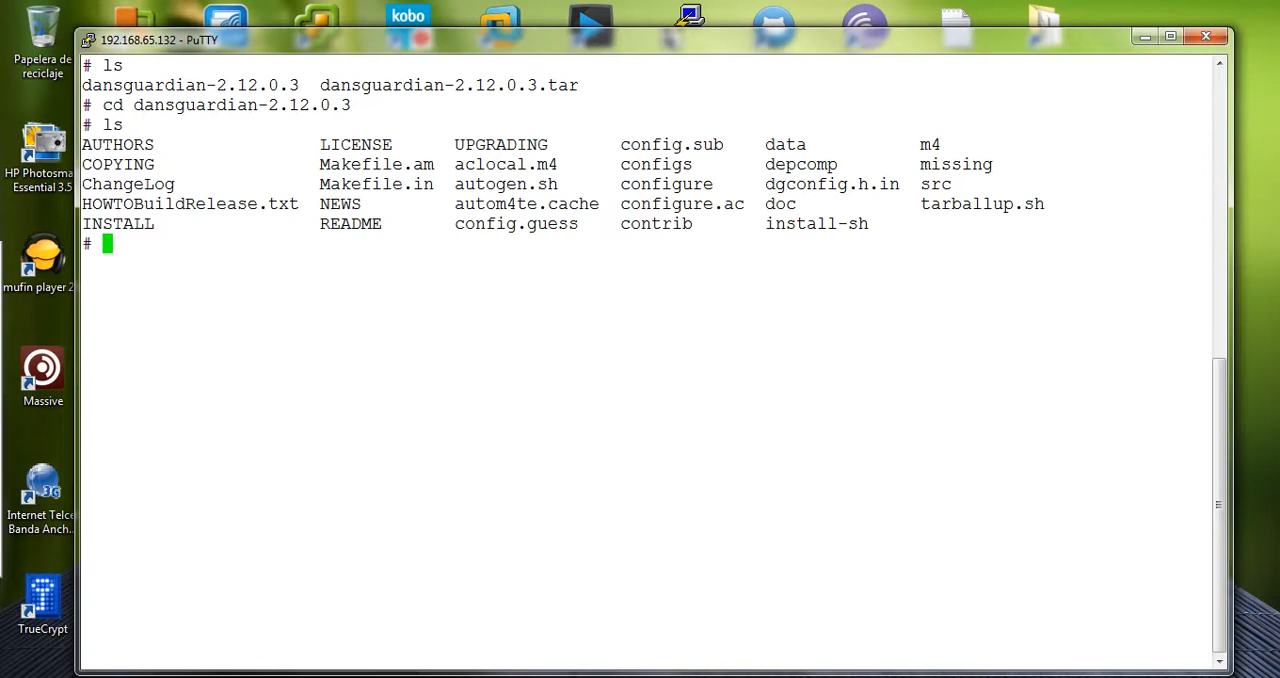 kobo
Papelera de
reciclaje
HP Photosma
Essential 3.5
mufin player 2
Massive
Internet Telce
Banda Anch...
TrueCrypt
192.168.65.132 - PuTTY
# ls
dansguardian-2.12.0.3  dansguardian-2.12.0.3.tar
# cd dansguardian-2.12.0.3
# ls
AUTHORS LICENSE UPGRADING config.sub data m4
COPYING Makefile.am aclocal.m4 configs depcomp missing
ChangeLog Makefile.in autogen.sh configure dgconfig.h.in src
HOWTOBuildRelease.txt NEWS autom4te.cache configure.ac doc tarballup.sh
INSTALL README config.guess contrib install-sh
#